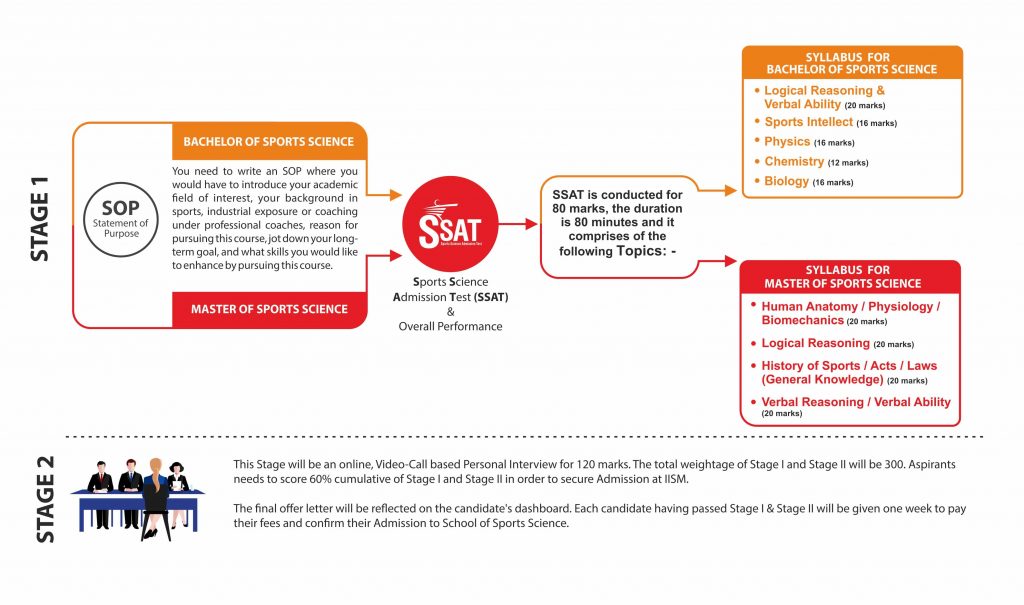 STAGE 1
SOP
Statement of
Purpose
BACHELOR OF SPORTS SCIENCE
You need to write an SOP where you
would have to introduce your academic
field of interest, your background in
sports, industrial exposure or coaching
under professional coaches, reason for
pursuing this course, jot down your long-
term goal, and what skills you would like
to enhance by pursuing this course.
MASTER OF SPORTS SCIENCE
SSAT
Sports Science Admission Test
Sports Science
Admission Test (SSAT)
&
Overall Performance
SSAT is conducted for
80 marks, the duration
is 80 minutes and it
comprises of the
following Topics: -
SYLLABUS FOR
BACHELOR OF SPORTS SCIENCE
• Logical Reasoning &
Verbal Ability (20 marks)
• Sports Intellect (16 marks)
• Physics (16 marks)
• Chemistry (12 marks)
• Biology (16 marks)
SYLLABUS FOR
MASTER OF SPORTS SCIENCE
• Human Anatomy / Physiology /
Biomechanics (20 marks)
• Logical Reasoning (20 marks)
• History of Sports / Acts / Laws
(General Knowledge) (20 marks)
• Verbal Reasoning / Verbal Ability
(20 marks)
STAGE 2
This Stage will be an online, Video-Call based Personal Interview for 120 marks. The total weightage of Stage I and Stage II will be 300. Aspirants
needs to score 60% cumulative of Stage I and Stage II in order to secure Admission at IISM.
The final offer letter will be reflected on the candidate's dashboard. Each candidate having passed Stage I & Stage II will be given one week to pay
their fees and confirm their Admission to School of Sports Science.